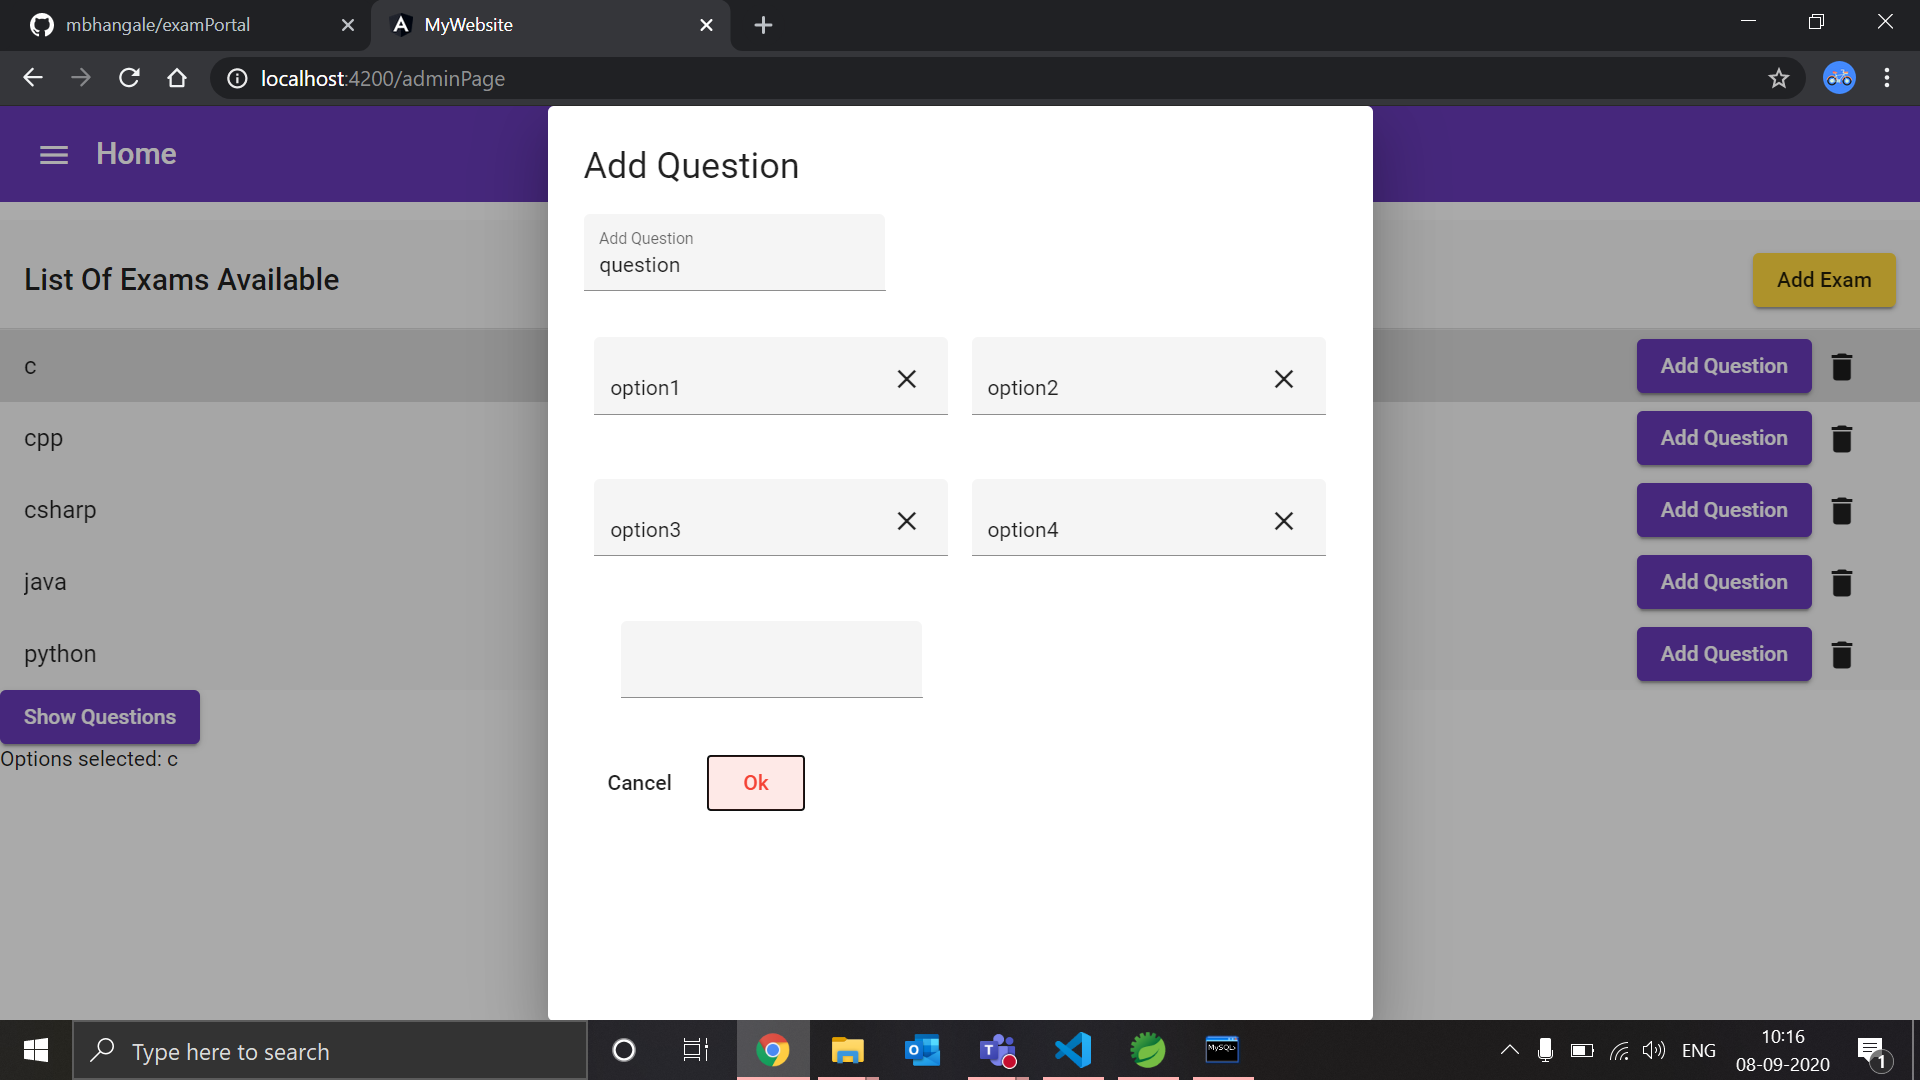 mbhangale/examPortal
MyWebsite
localhost:4200/adminPage
Home
Add Question
Add Question
question
List Of Exams Available
Add Exam
option1
option2
c
Add Question
cpp
Add Question
option3
option4
csharp
Add Question
java
Add Question
python
Add Question
Show Questions
Options selected: c
Cancel
Ok
Type here to search
MySQL>
ENG
10:16
08-09-2020
1